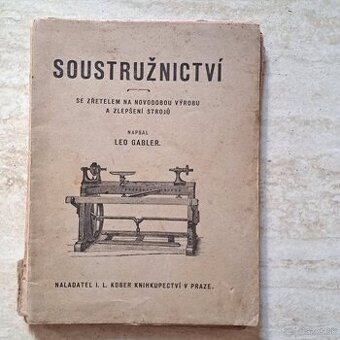 SOUSTRUŽNICTVÍ
SE ZŘETELEM NA NOVODOBOU VÝROBU
A ZLEPŠENÍ STROJŮ
NAPSAL
LEO GABLER.
NAKLADATEL I. L. KOBER KNIHKUPECTVÍ V PRAZE.